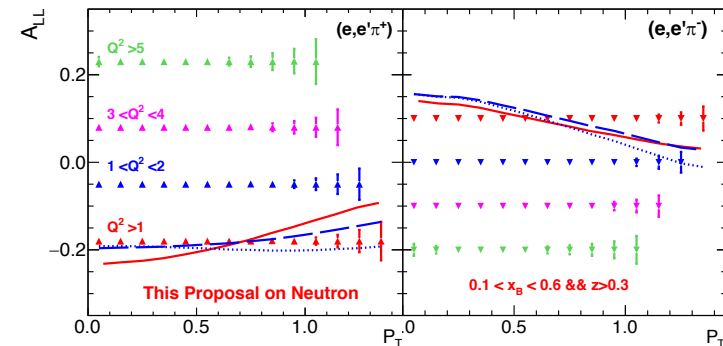 A_LL
(e,e'π⁺)
(e,e'π⁻)
Q² >5
0.2
3 <Q² <4
0.0
1 <Q² <2
Q² >1
−0.2
This Proposal on Neutron
0.1 < x_B < 0.6 && z>0.3
0.0 0.5 1.0 0.0 0.5 1.0
P_T P_T